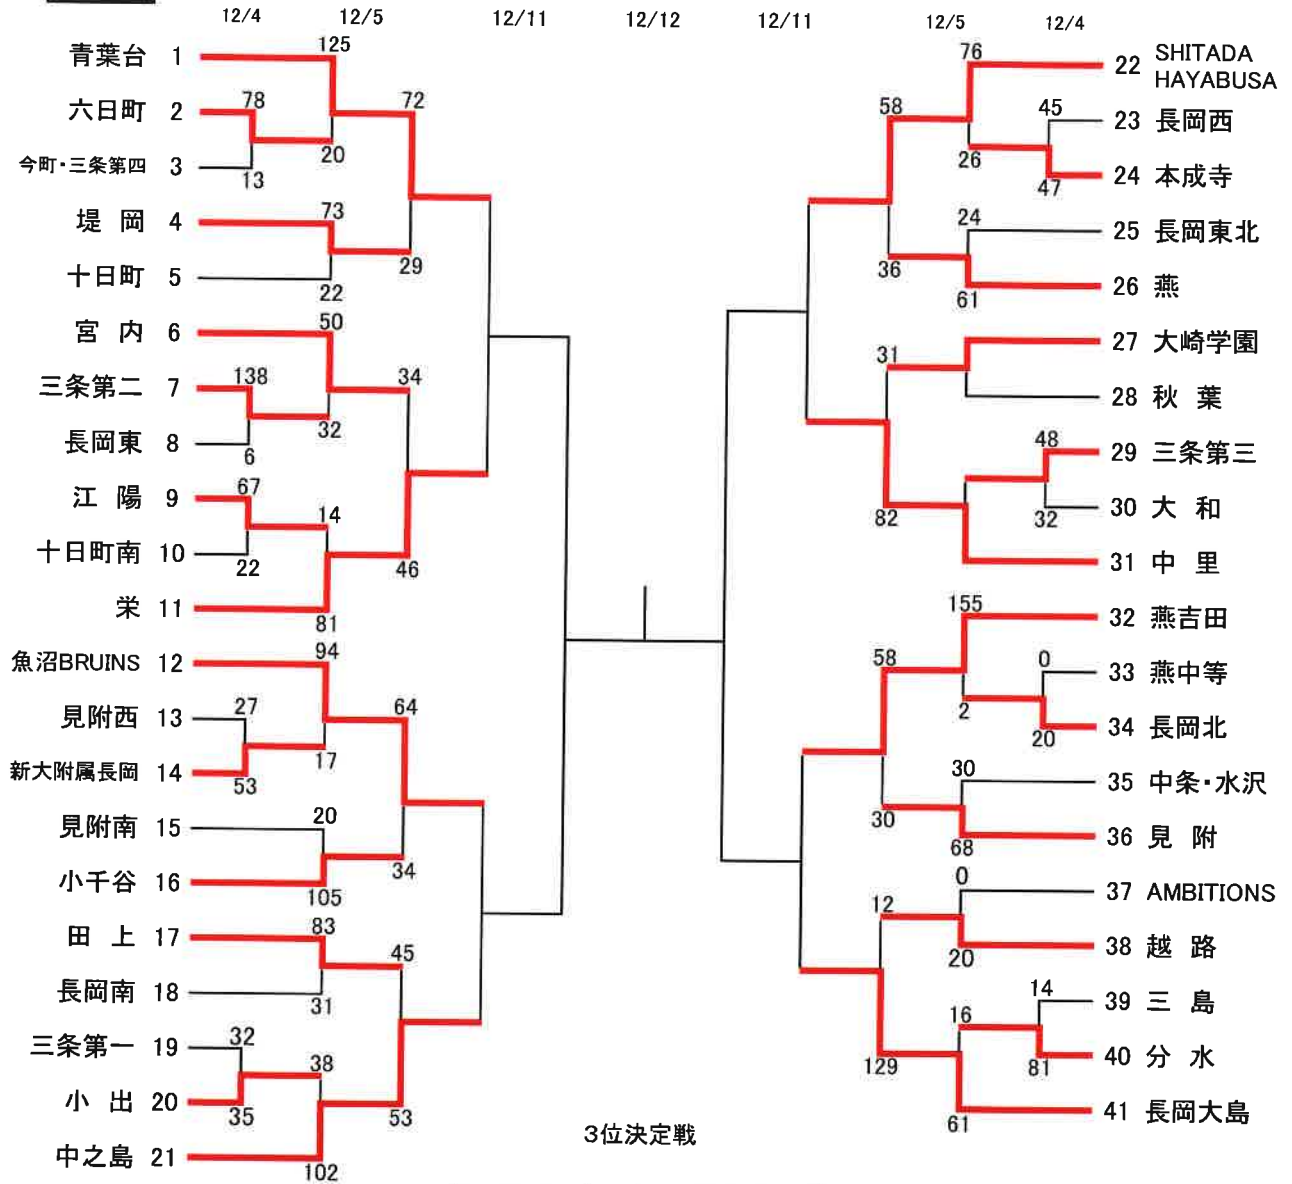 12/4 12/5 12/11 12/12 12/11 12/5 12/4
青葉台 1
六日町 2
今町・三条第四 3
堤 岡 4
十日町 5
宮 内 6
三条第二 7
長岡東 8
江 陽 9
十日町南 10
栄 11
魚沼BRUINS 12
見附西 13
新大附属長岡 14
見附南 15
小千谷 16
田 上 17
長岡南 18
三条第一 19
小 出 20
中之島 21
78
13
138
6
67
22
27
53
32
35
125
20
73
22
50
32
14
81
94
17
20
105
83
31
38
102
72
29
34
46
64
34
45
53
3位決定戦
58
36
31
82
58
30
12
129
76
26
24
61
155
2
30
68
0
20
16
61
45
47
48
32
0
20
14
81
22 SHITADA
HAYABUSA
23 長岡西
24 本成寺
25 長岡東北
26 燕
27 大崎学園
28 秋 葉
29 三条第三
30 大 和
31 中 里
32 燕吉田
33 燕中等
34 長岡北
35 中条・水沢
36 見 附
37 AMBITIONS
38 越 路
39 三 島
40 分 水
41 長岡大島